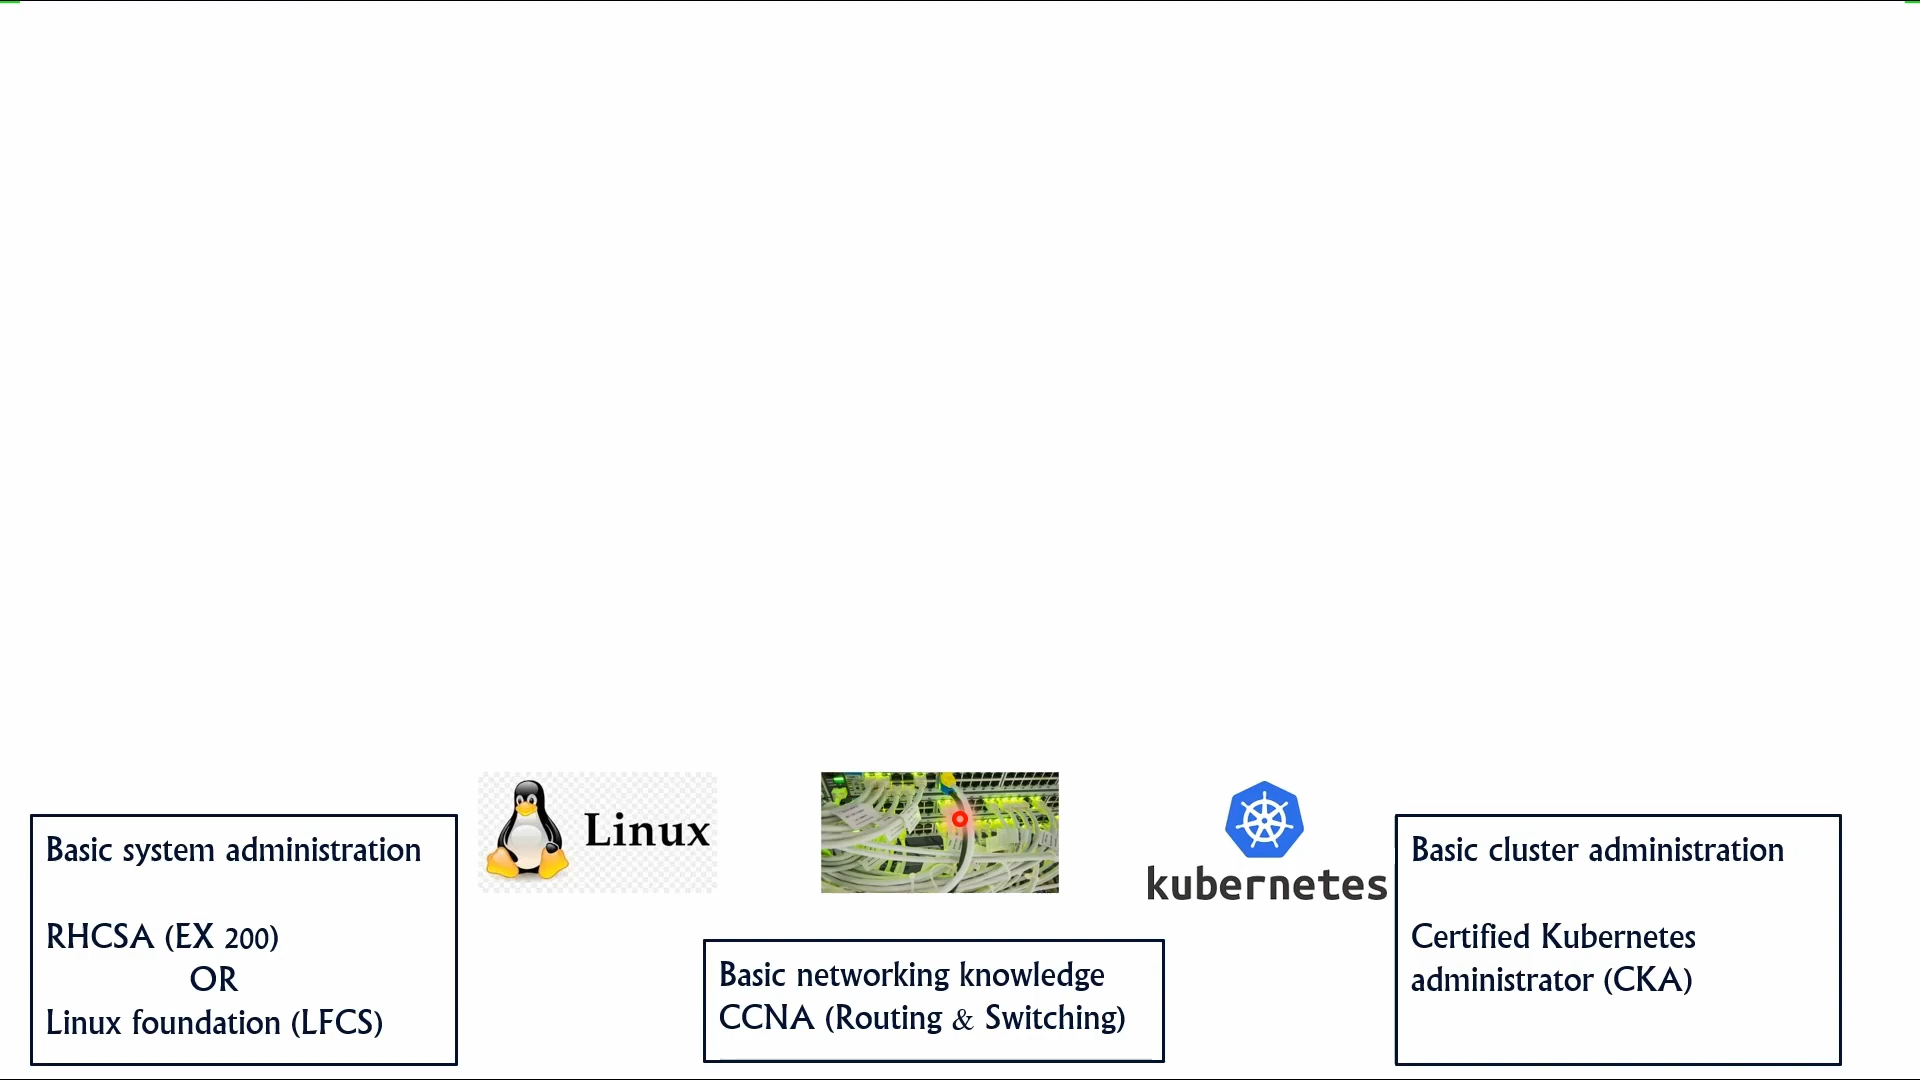 Basic system administration
RHCSA (EX 200)
OR
Linux foundation (LFCS)
Linux
Basic networking knowledge
CCNA (Routing & Switching)
kubernetes
Basic cluster administration
Certified Kubernetes
administrator (CKA)